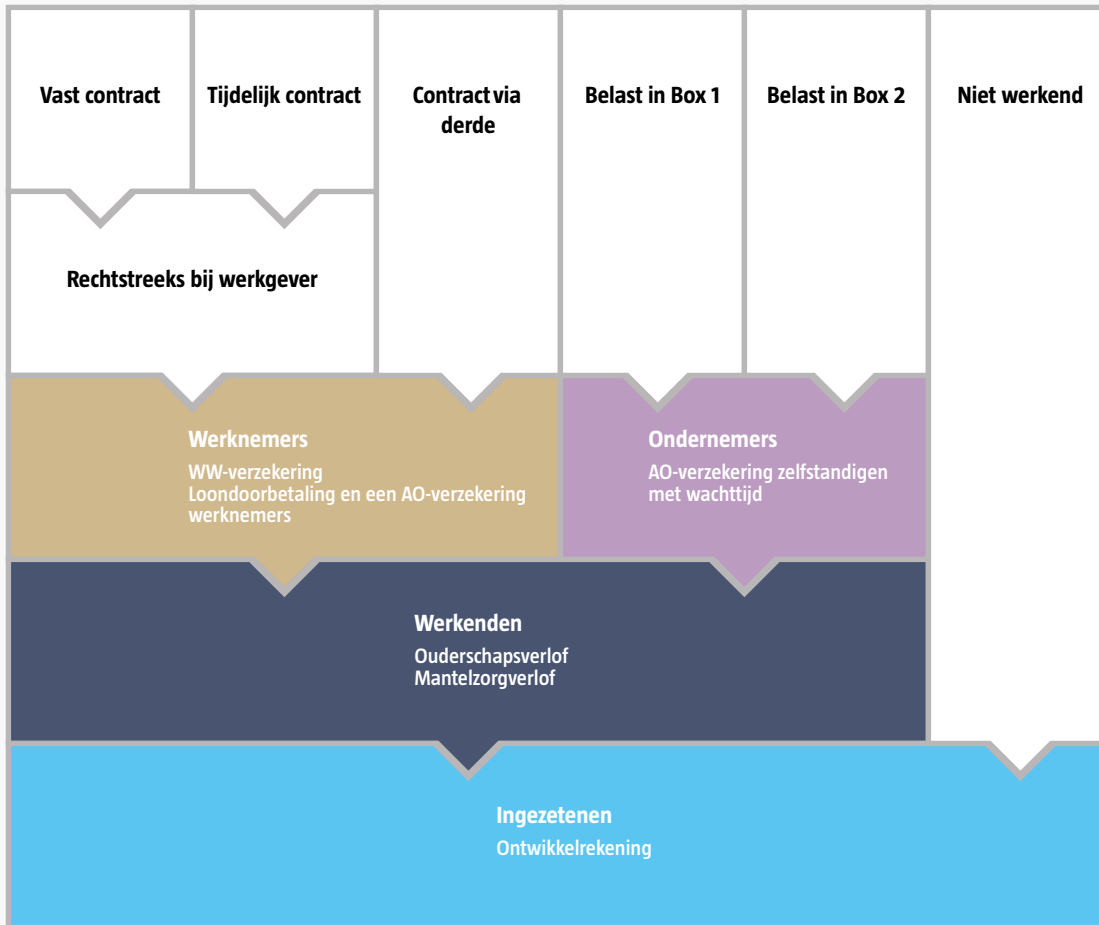 Vast contract
Tijdelijk contract
Contract via
derde
Belast in Box 1
Belast in Box 2
Niet werkend
Rechtstreeks bij werkgever
Werknemers
WW-verzekering
Loondoorbetaling en een AO-verzekering
werknemers
Ondernemers
AO-verzekering zelfstandigen
met wachttijd
Werkenden
Ouderschapsverlof
Mantelzorgverlof
Ingezetenen
Ontwikkelrekening